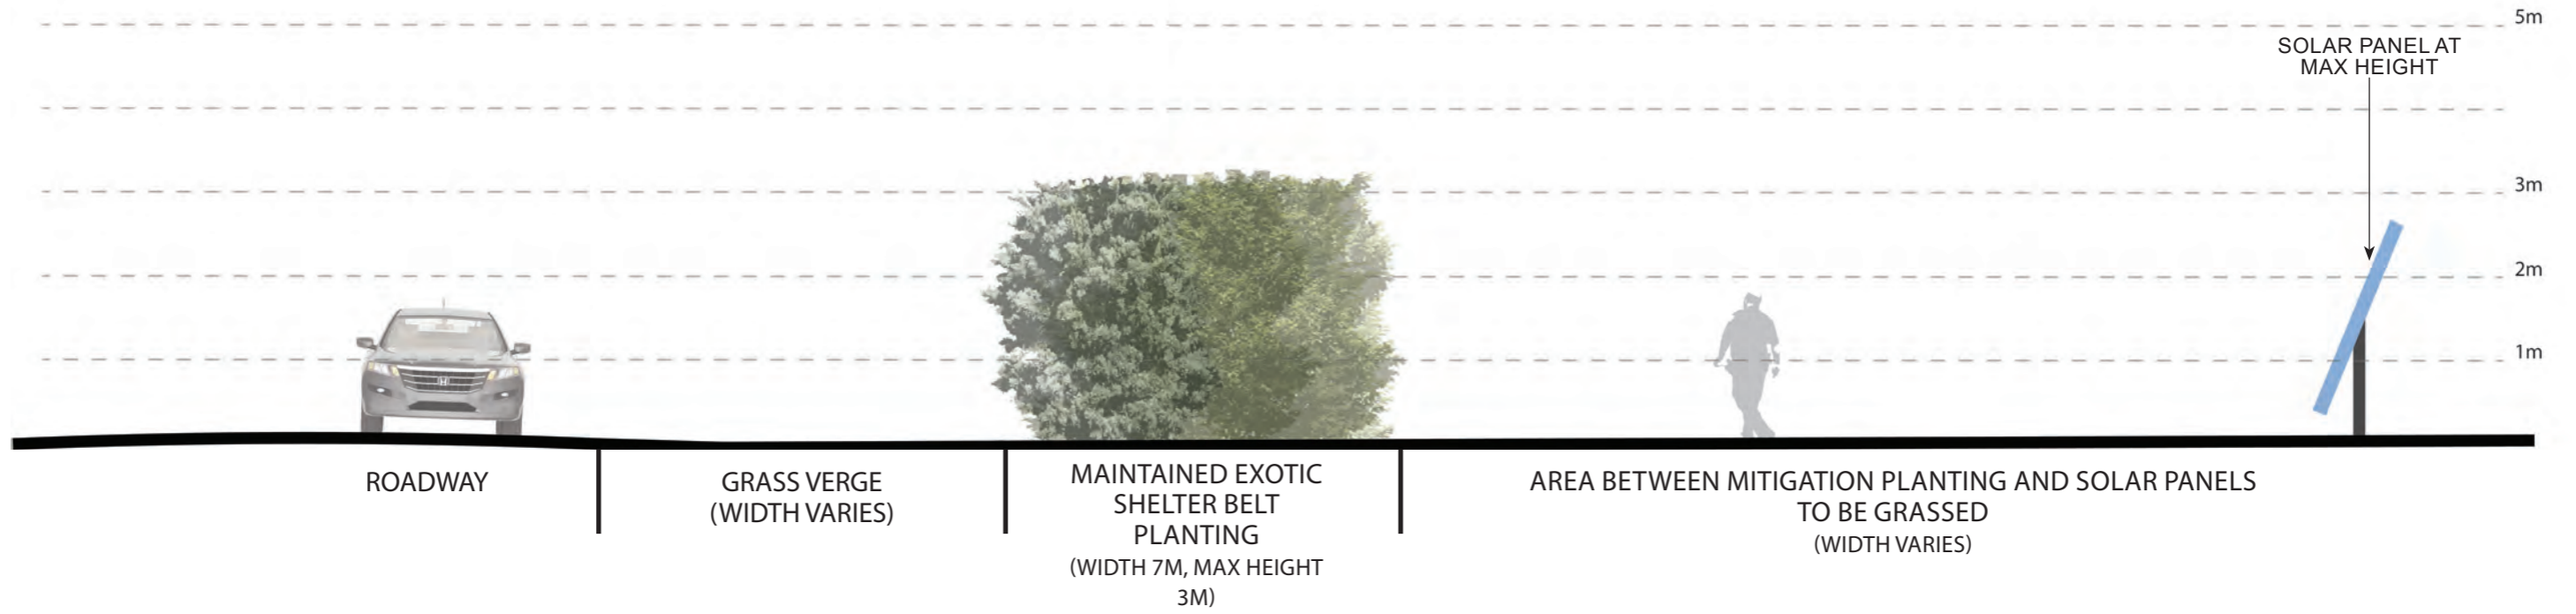 5m
SOLAR PANEL AT
MAX HEIGHT
3m
2m
1m
ROADWAY
GRASS VERGE
(WIDTH VARIES)
MAINTAINED EXOTIC
SHELTER BELT
PLANTING
(WIDTH 7M, MAX HEIGHT
3M)
AREA BETWEEN MITIGATION PLANTING AND SOLAR PANELS
TO BE GRASSED
(WIDTH VARIES)